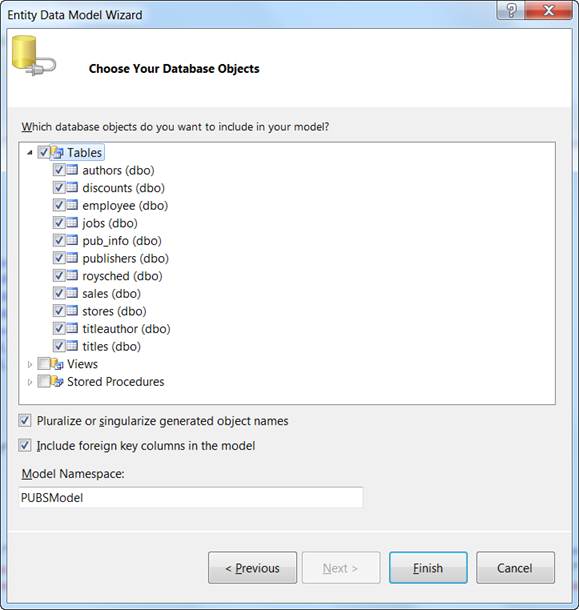 Entity Data Model Wizard
Choose Your Database Objects
Which database objects do you want to include in your model?
Tables
authors (dbo)
discounts (dbo)
employee (dbo)
jobs (dbo)
pub_info (dbo)
publishers (dbo)
roysched (dbo)
sales (dbo)
stores (dbo)
titleauthor (dbo)
titles (dbo)
Views
Stored Procedures
Pluralize or singularize generated object names
Include foreign key columns in the model
Model Namespace:
PUBSModel
< Previous Next > Finish Cancel